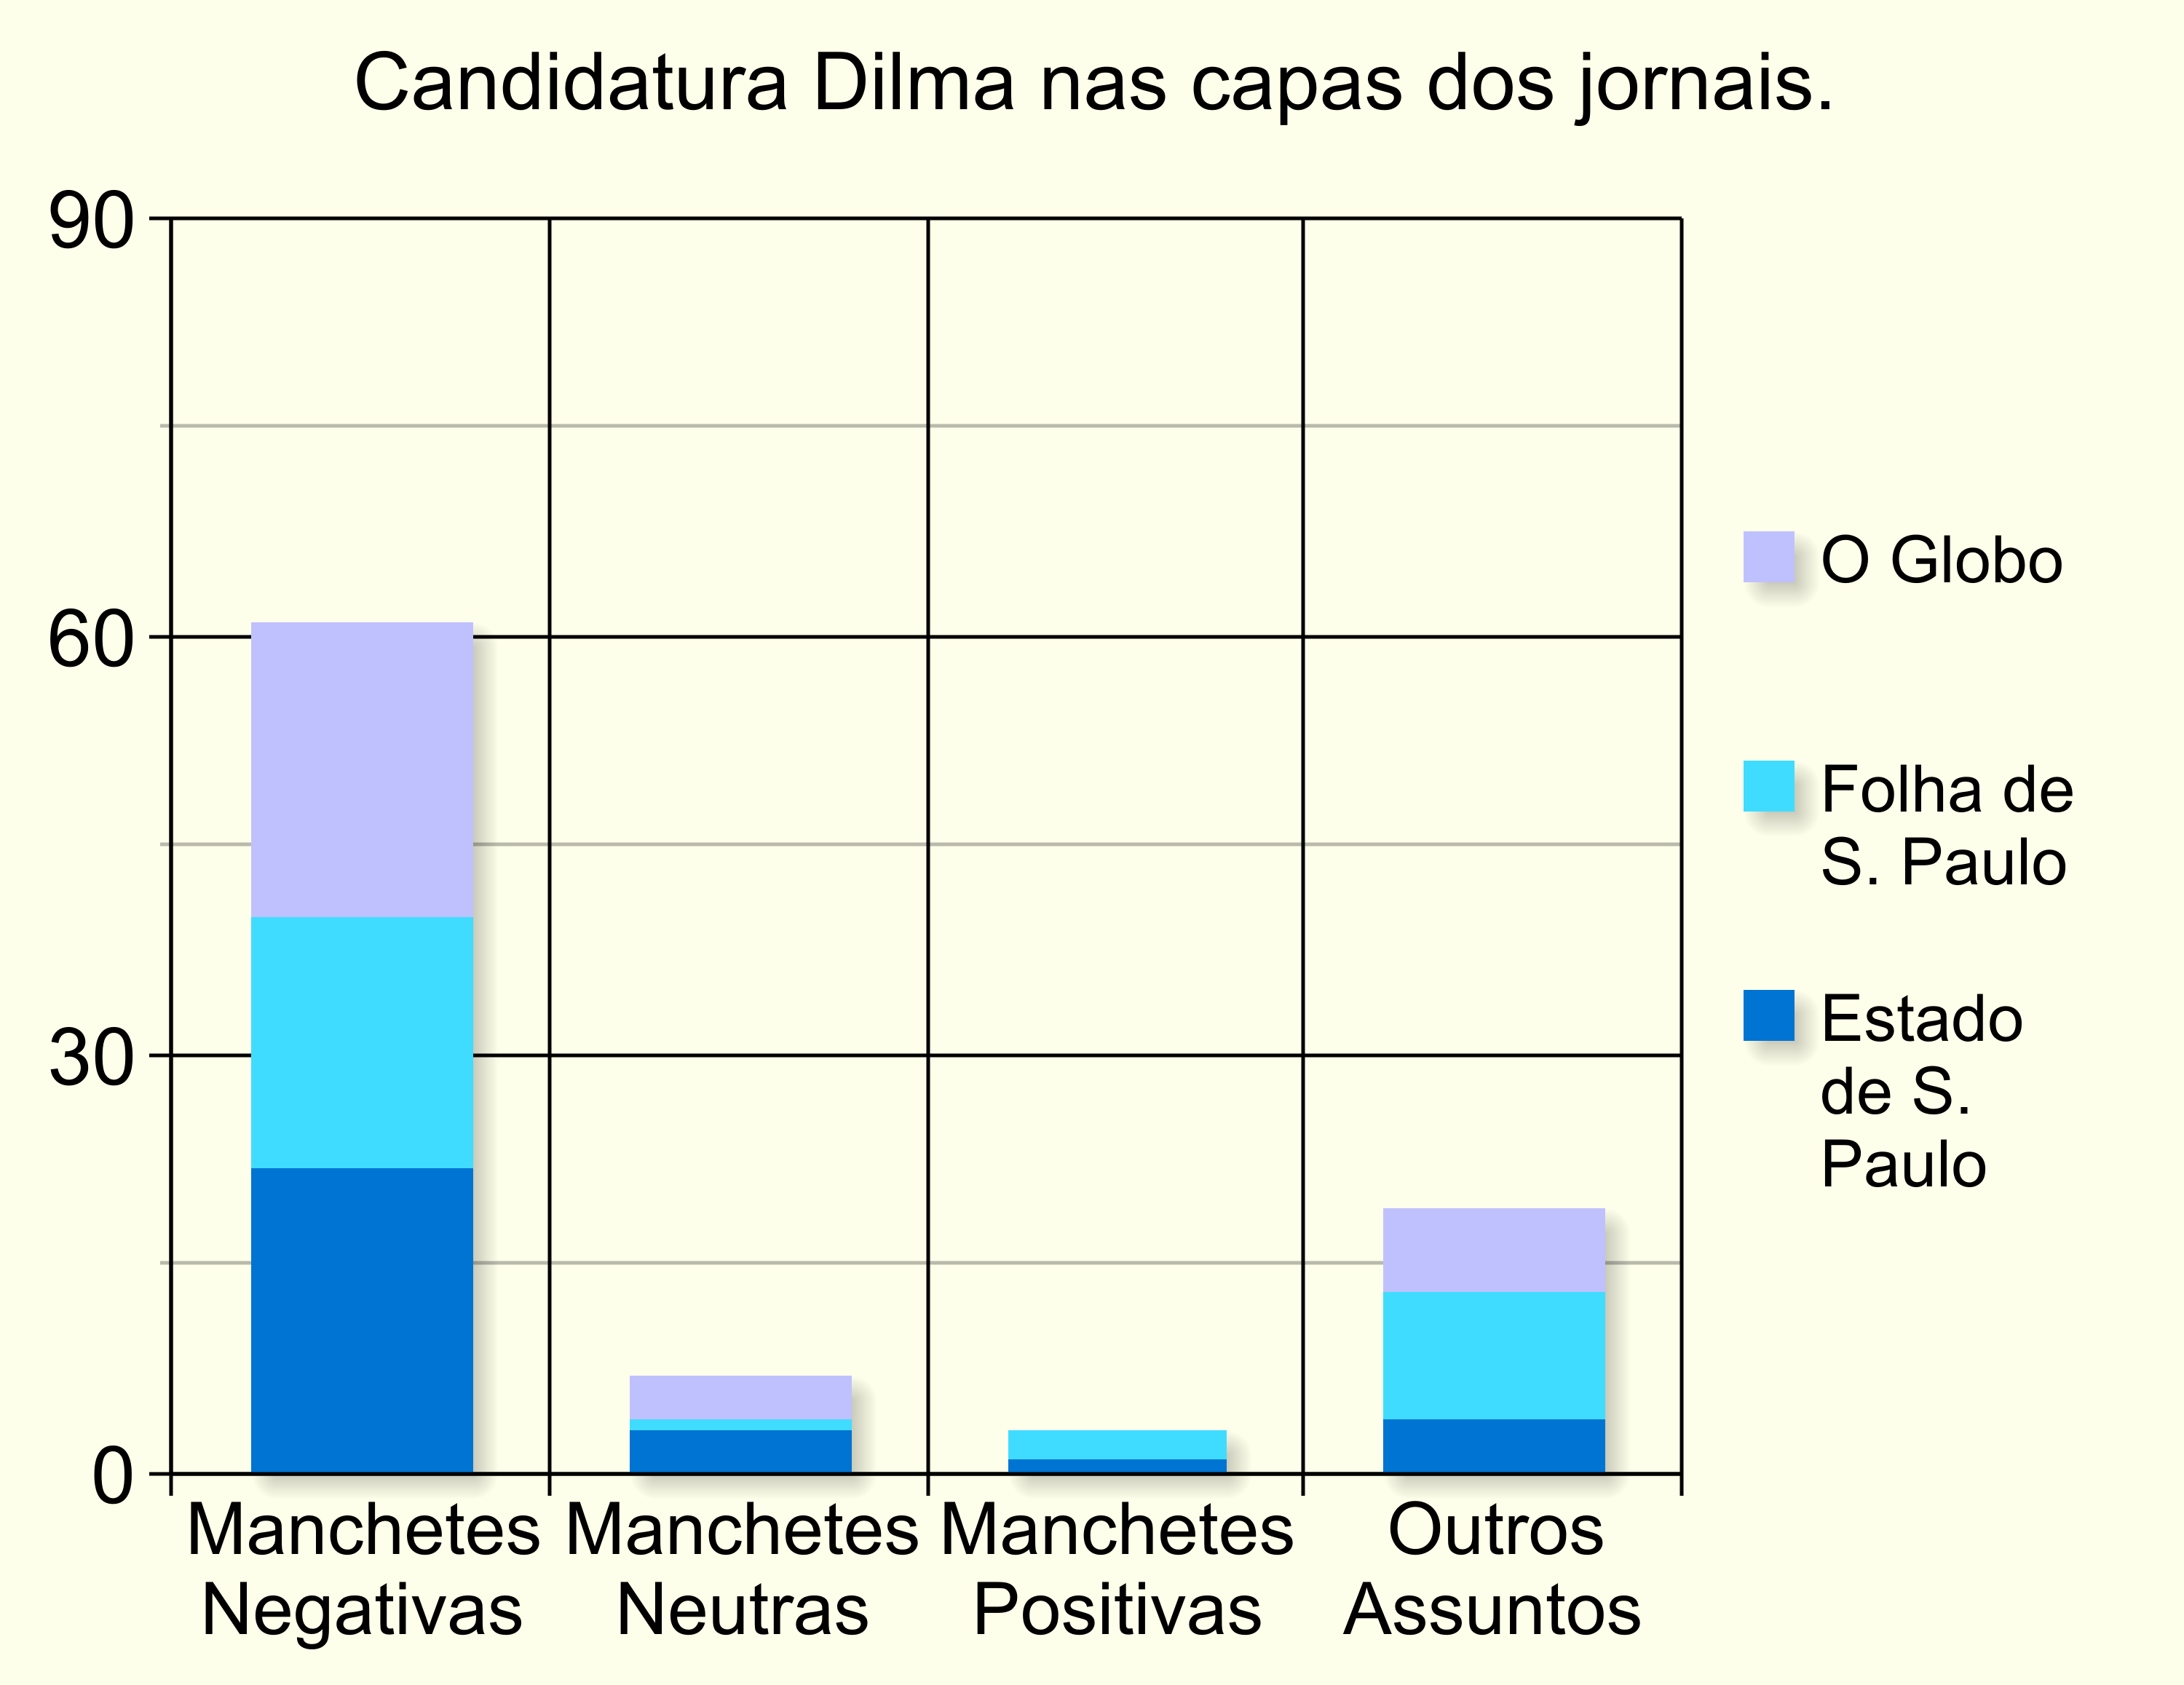 Candidatura Dilma nas capas dos jornais.
90
60
30
0
Manchetes
Negativas
Manchetes
Neutras
Manchetes
Positivas
Outros
Assuntos
O Globo
Folha de
S. Paulo
Estado
de S.
Paulo